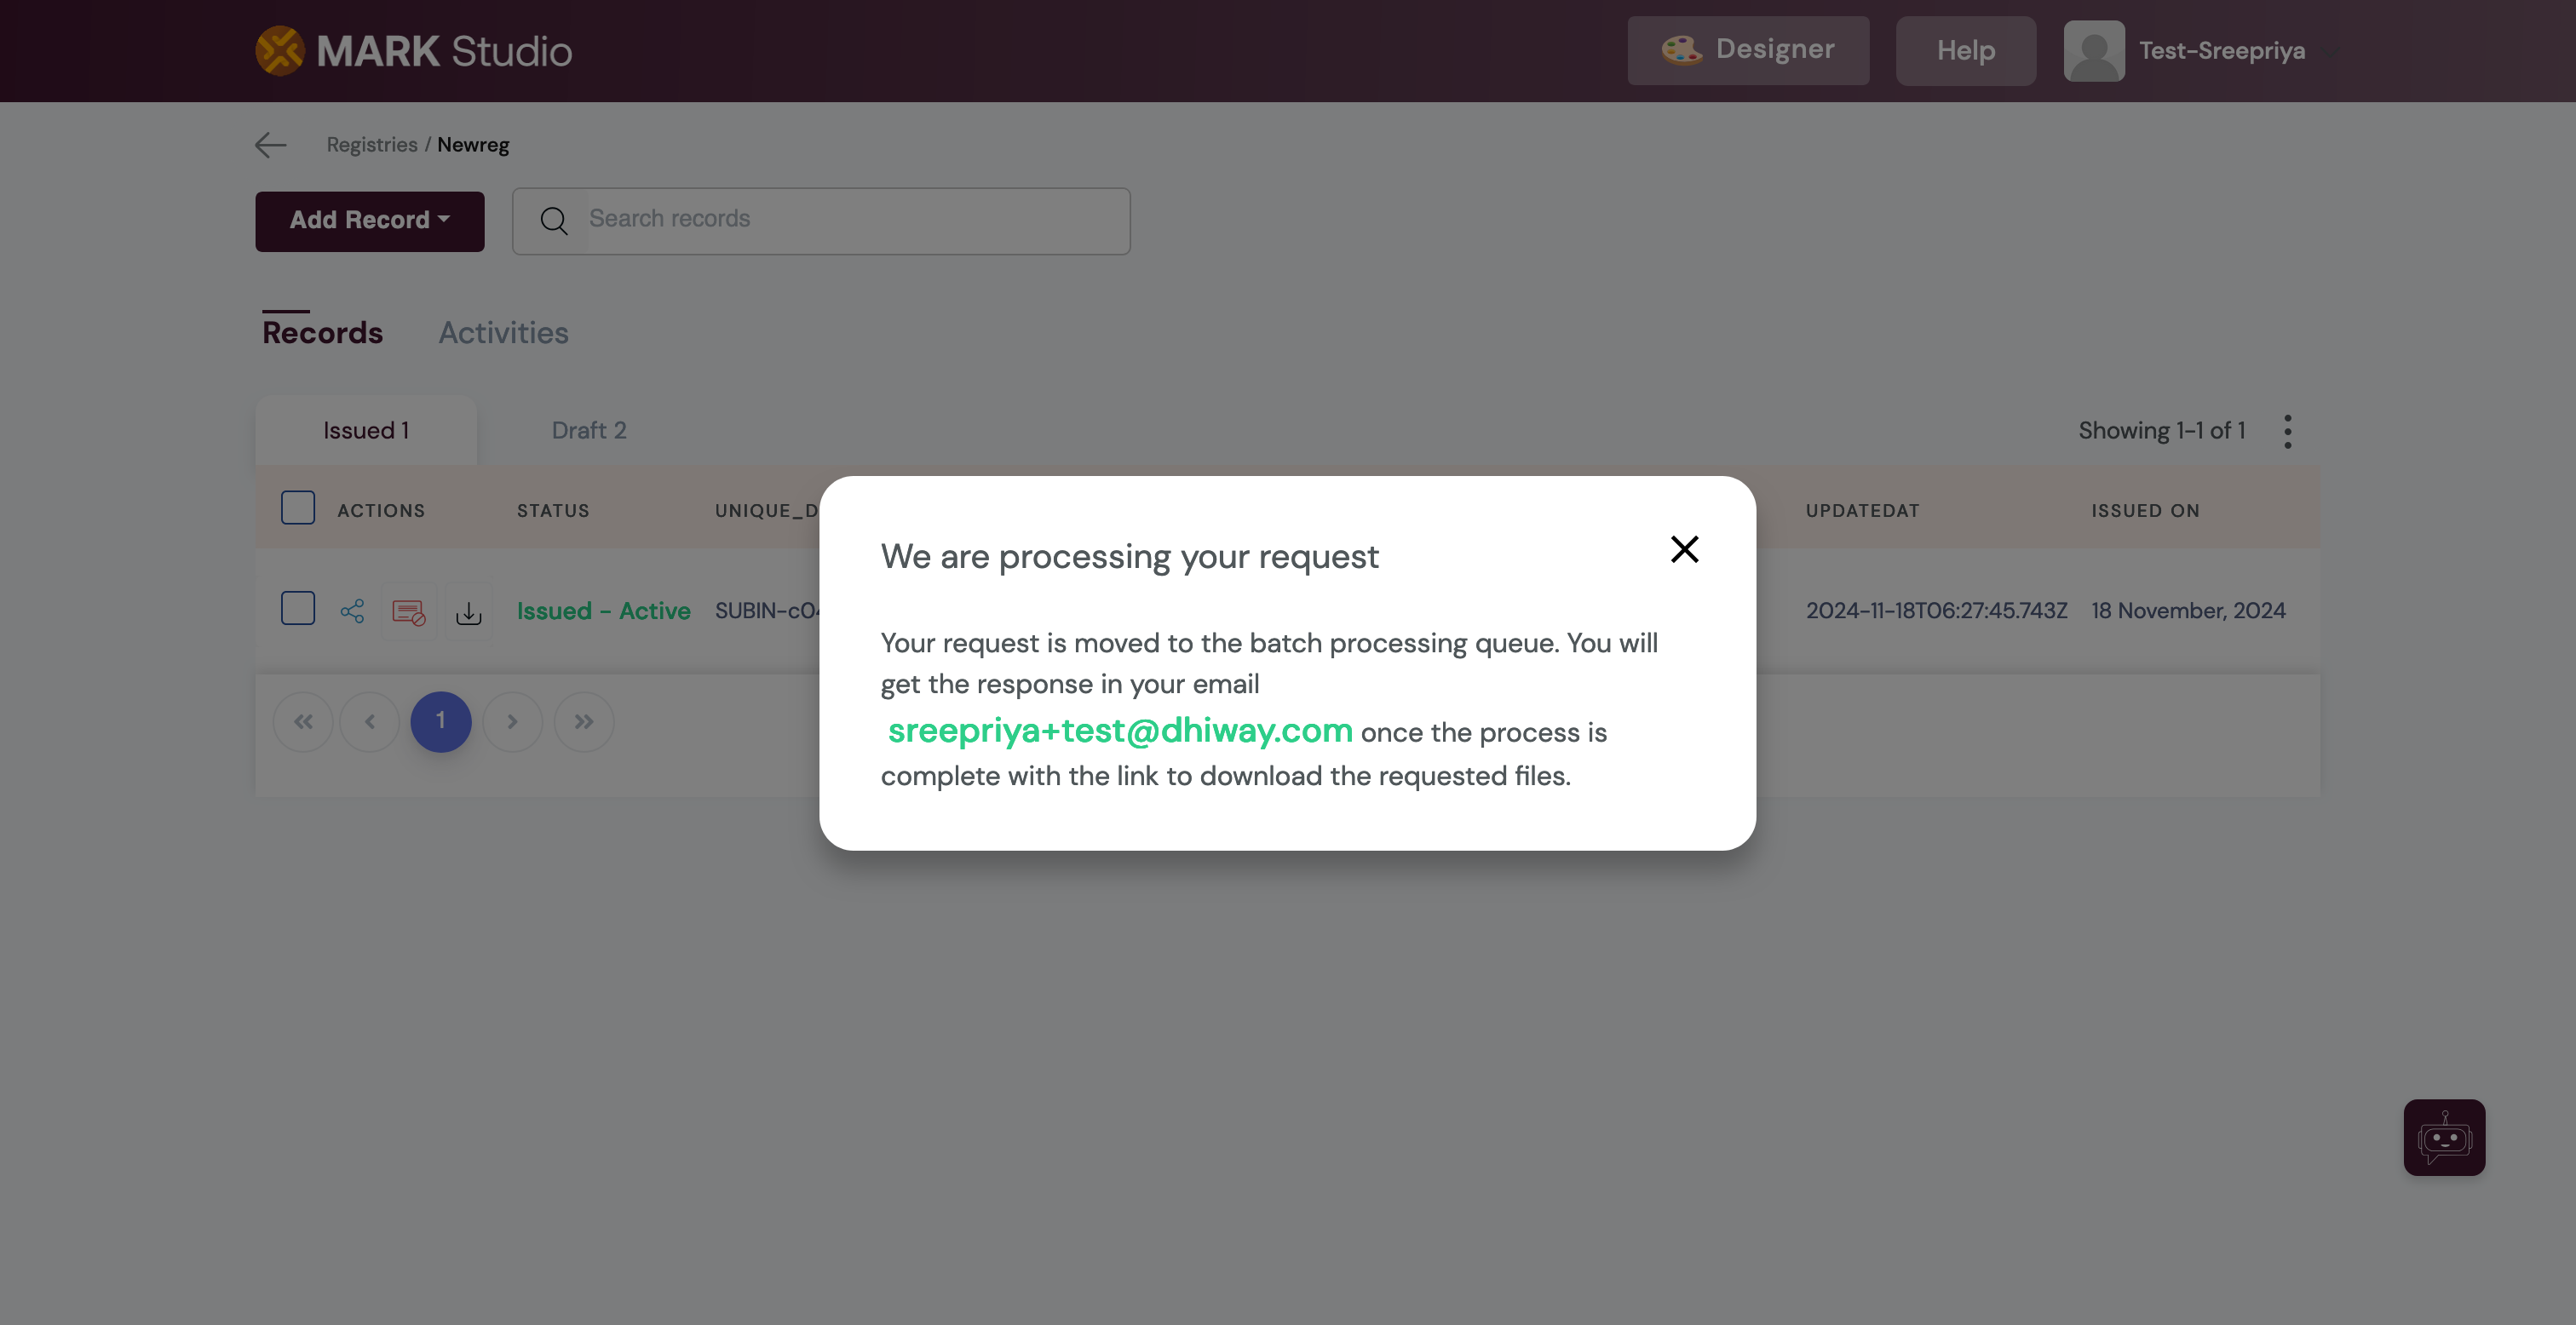 MARK Studio
Designer
Help
Test-Sreepriya
Registries / Newreg
Add Record
Search records
Records
Activities
Issued 1
Draft 2
Showing 1-1 of 1
ACTIONS
STATUS
UNIQUE_D
UPDATEDAT
ISSUED ON
Issued - Active
SUBIN-c04
2024-11-18T06:27:45.743Z
18 November, 2024
1
We are processing your request
Your request is moved to the batch processing queue. You will
get the response in your email
sreepriya+test@dhiway.com once the process is
complete with the link to download the requested files.